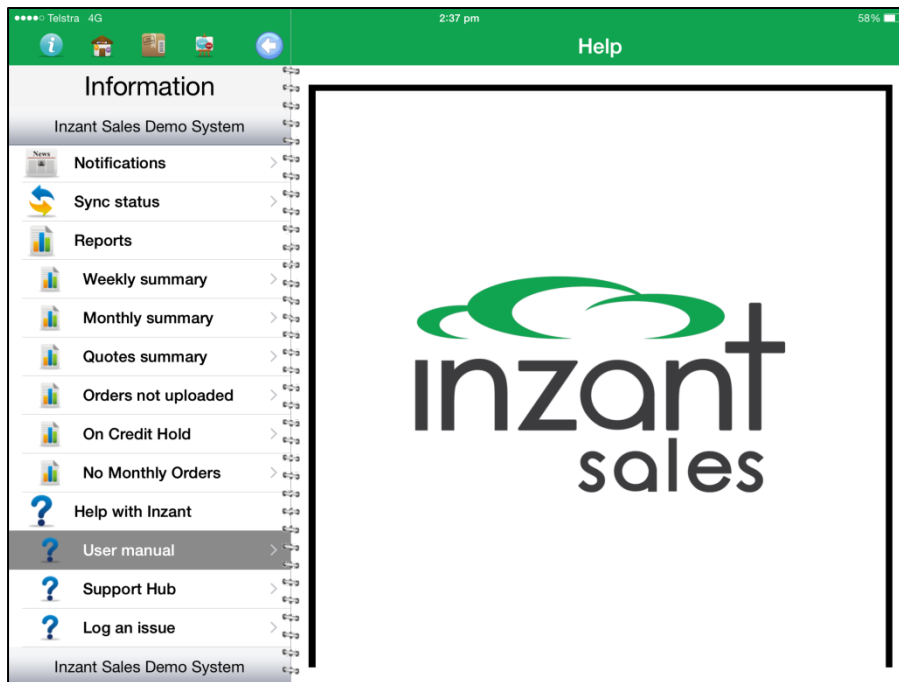 Telstra 4G 2:37 pm 58%
Help
Information
Inzant Sales Demo System
News
Notifications
Sync status
Reports
Weekly summary
Monthly summary
Quotes summary
Orders not uploaded
On Credit Hold
No Monthly Orders
Help with Inzant
User manual
Support Hub
Log an issue
Inzant Sales Demo System
inzant
sales